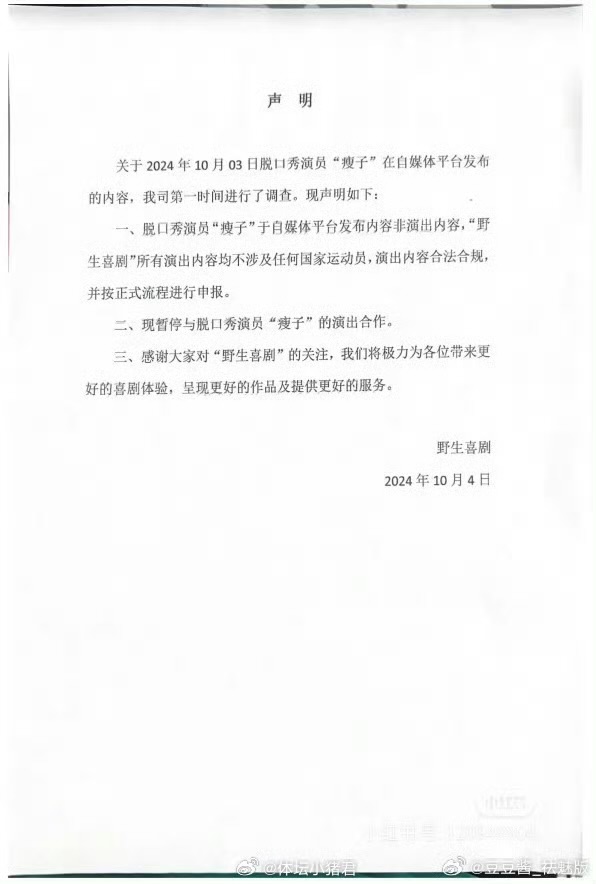 声 明
关于 2024 年 10 月 03 日脱口秀演员“瘦子”在自媒体平台发布
的内容，我司第一时间进行了调查。现声明如下：
一、脱口秀演员“瘦子”于自媒体平台发布内容非演出内容，“野
生喜剧”所有演出内容均不涉及任何国家运动员，演出内容合法合规，
并按正式流程进行申报。
二、现暂停与脱口秀演员“瘦子”的演出合作。
三、感谢大家对“野生喜剧”的关注，我们将极力为各位带来更
好的喜剧体验，呈现更好的作品及提供更好的服务。
野生喜剧
2024 年 10 月 4 日
@体坛小猪君
@豆豆酱_祛魅版